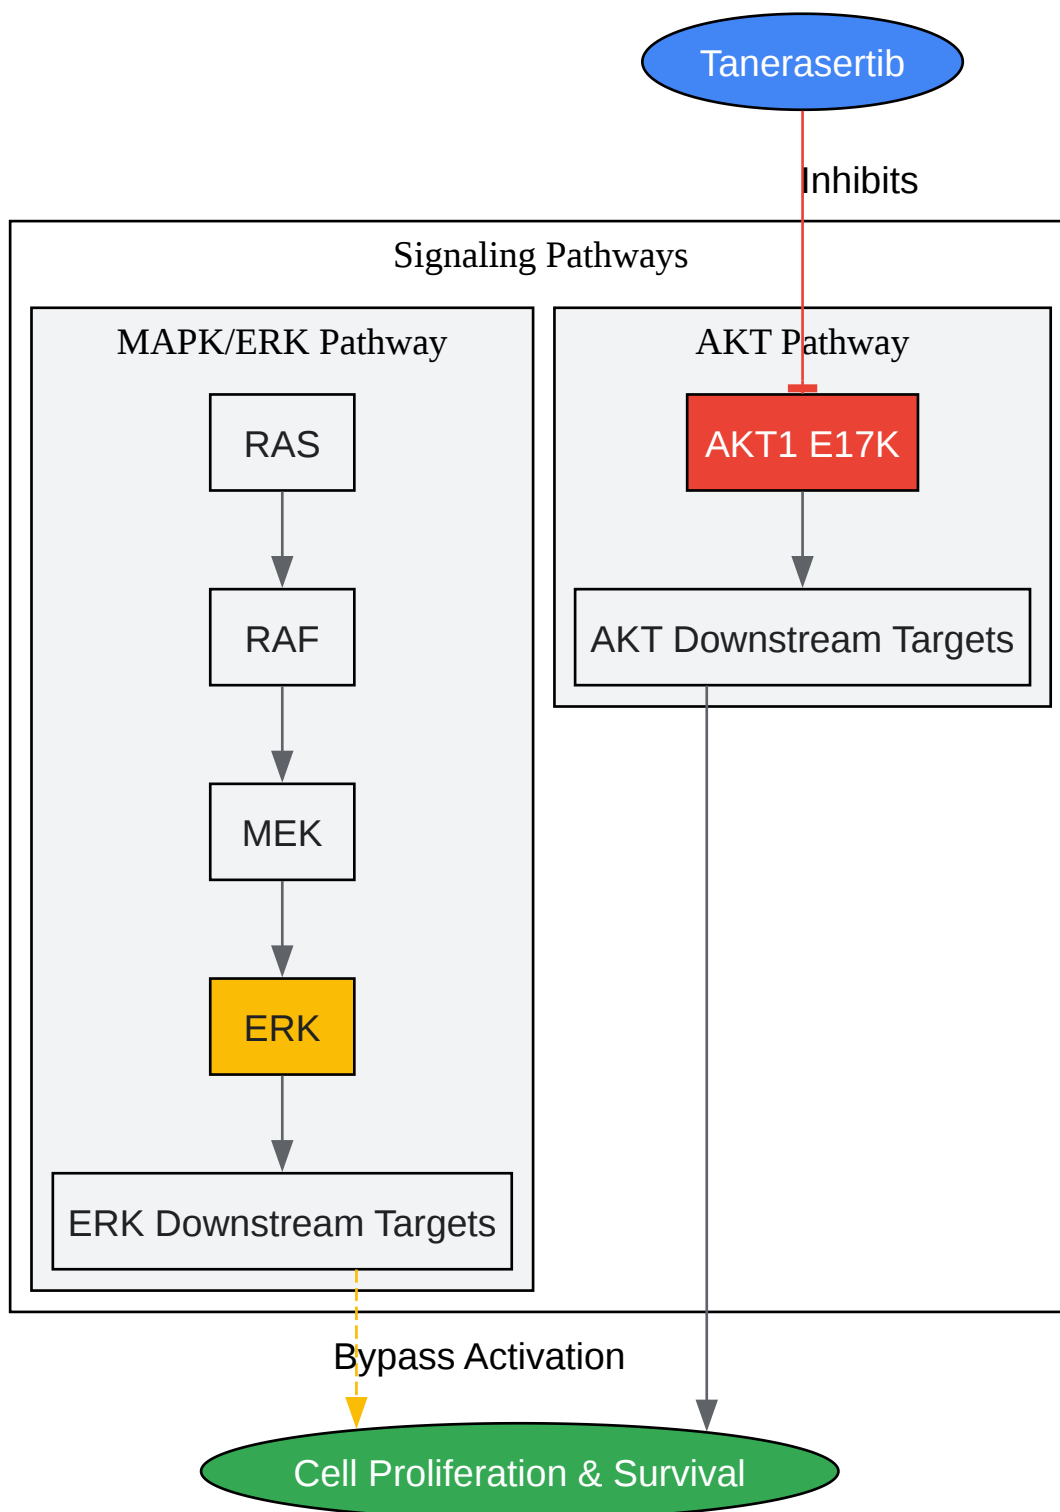 Tanerasertib
Inhibits
Signaling Pathways
MAPK/ERK Pathway
AKT Pathway
RAS
AKT1 E17K
RAF
AKT Downstream Targets
MEK
ERK
ERK Downstream Targets
Bypass Activation
Cell Proliferation & Survival